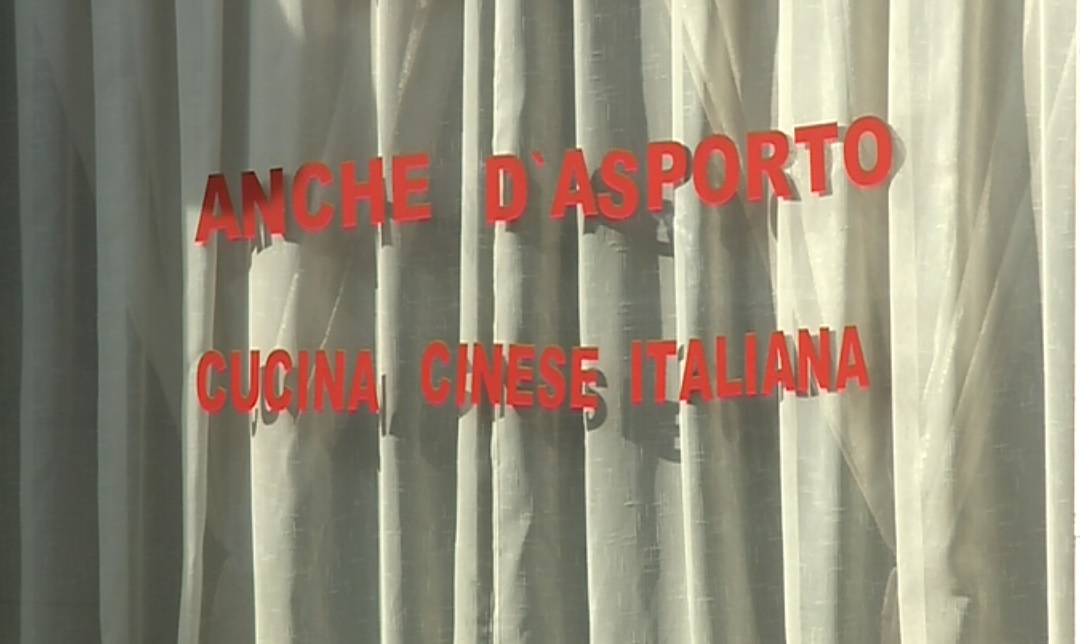 ANCHE D`ASPORTO
CUCINA CINESE ITALIANA